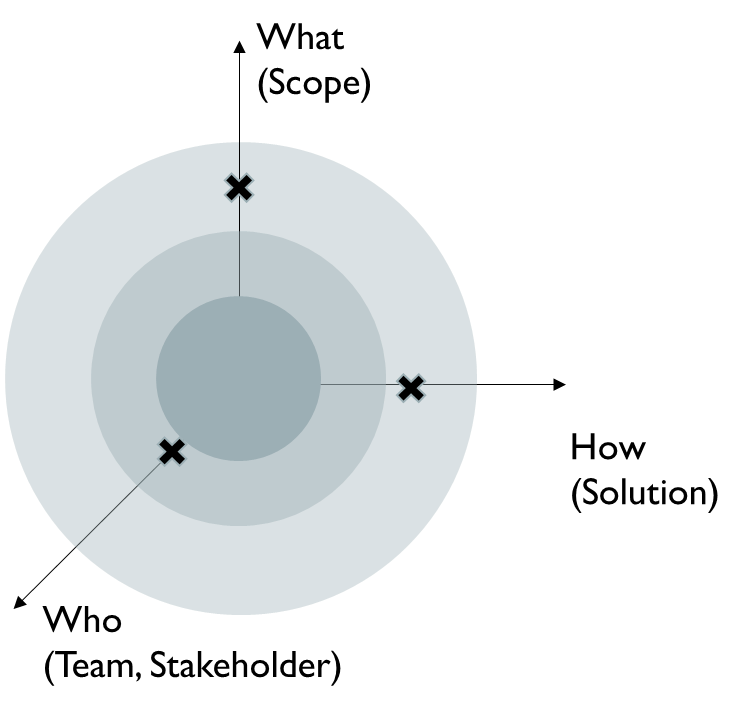 What
(Scope)
How
(Solution)
Who
(Team, Stakeholder)